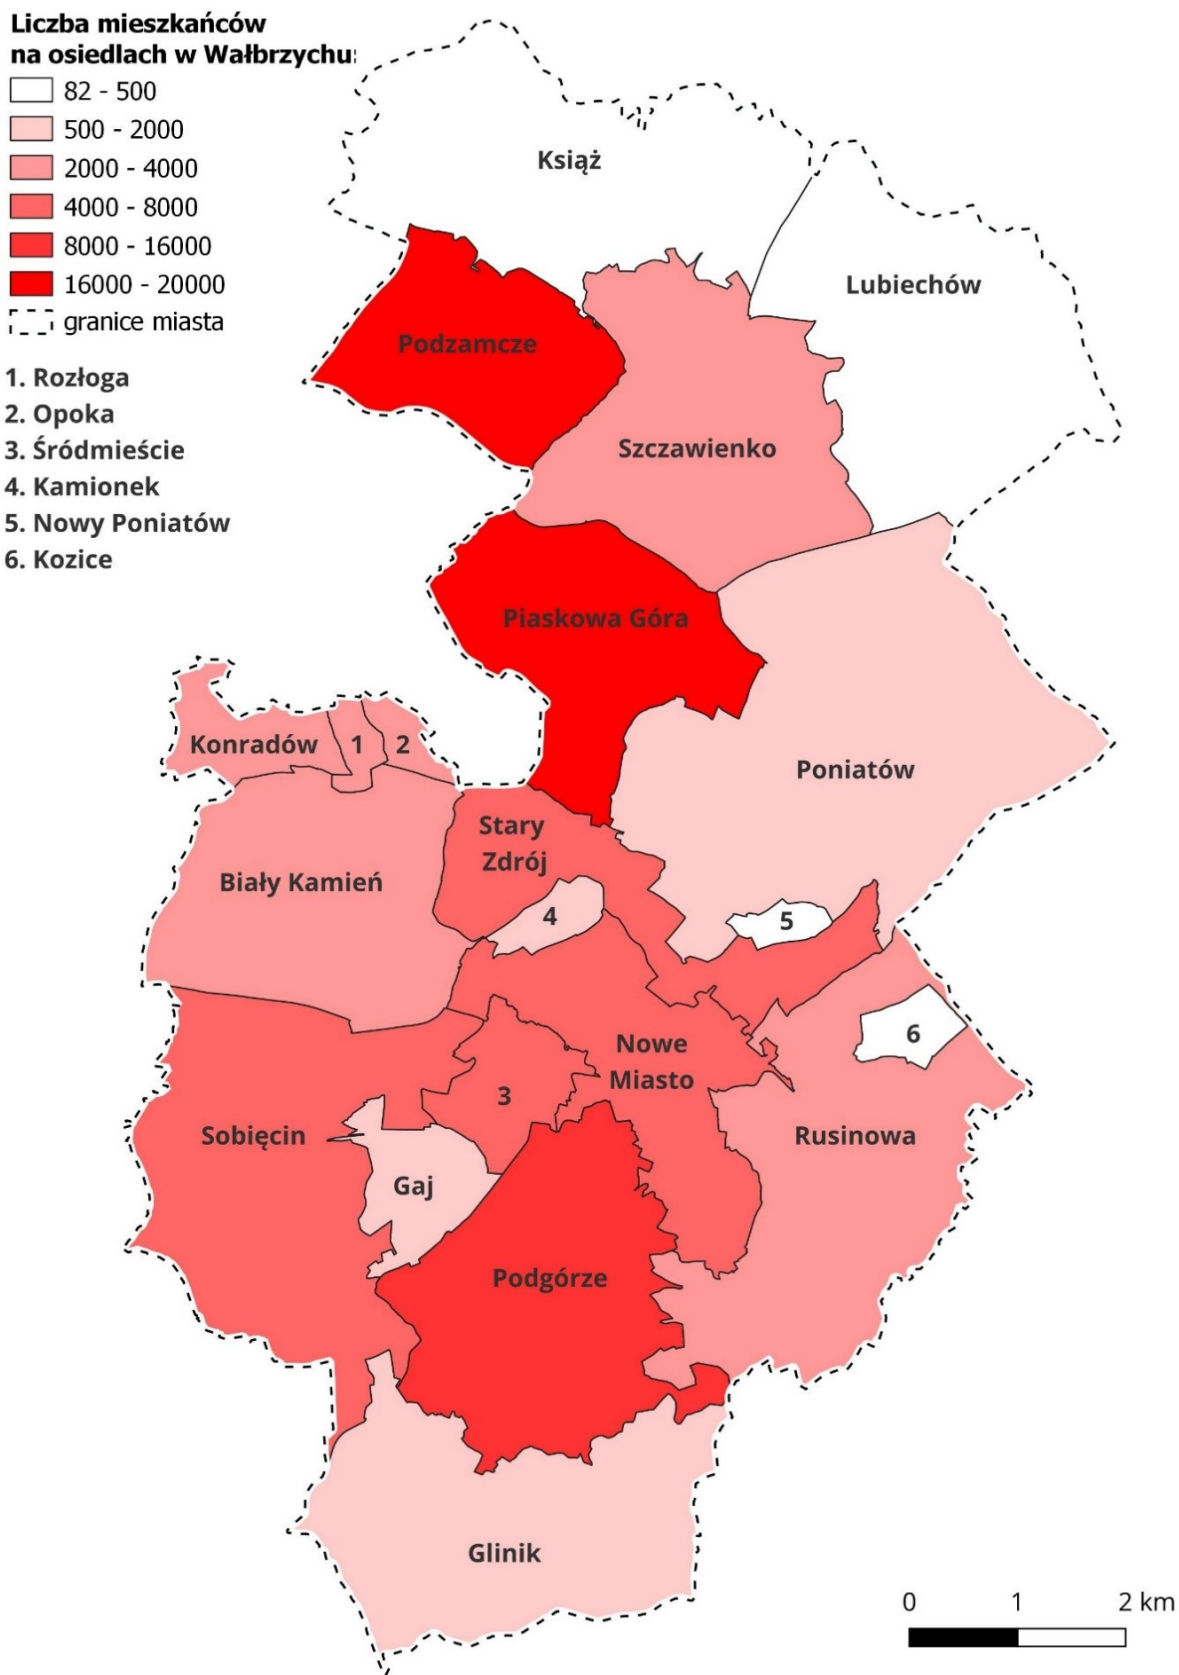 Liczba mieszkańców
na osiedlach w Wałbrzychu:
82 - 500
500 - 2000
2000 - 4000
4000 - 8000
8000 - 16000
16000 - 20000
granice miasta
1. Rozłoga
2. Opoka
3. Śródmieście
4. Kamionek
5. Nowy Poniatów
6. Kozice
Książ
Lubiechów
Podzamcze
Szczawienko
Piaskowa Góra
Konradów
1
2
Poniatów
Stary
Zdrój
Biały Kamień
4
5
6
Nowe
Miasto
3
Sobięcin
Rusinowa
Gaj
Podgórze
Glinik
0 1 2 km